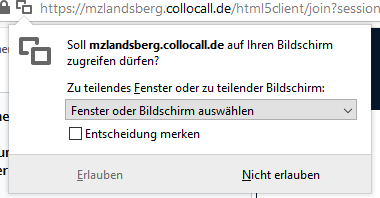 https://mzlandsberg.collocall.de/html5client/join?session
Soll mzlandsberg.collocall.de auf Ihren Bildschirm
zugreifen dürfen?
Zu teilendes Fenster oder zu teilender Bildschirm:
Fenster oder Bildschirm auswählen
Entscheidung merken
Erlauben
Nicht erlauben